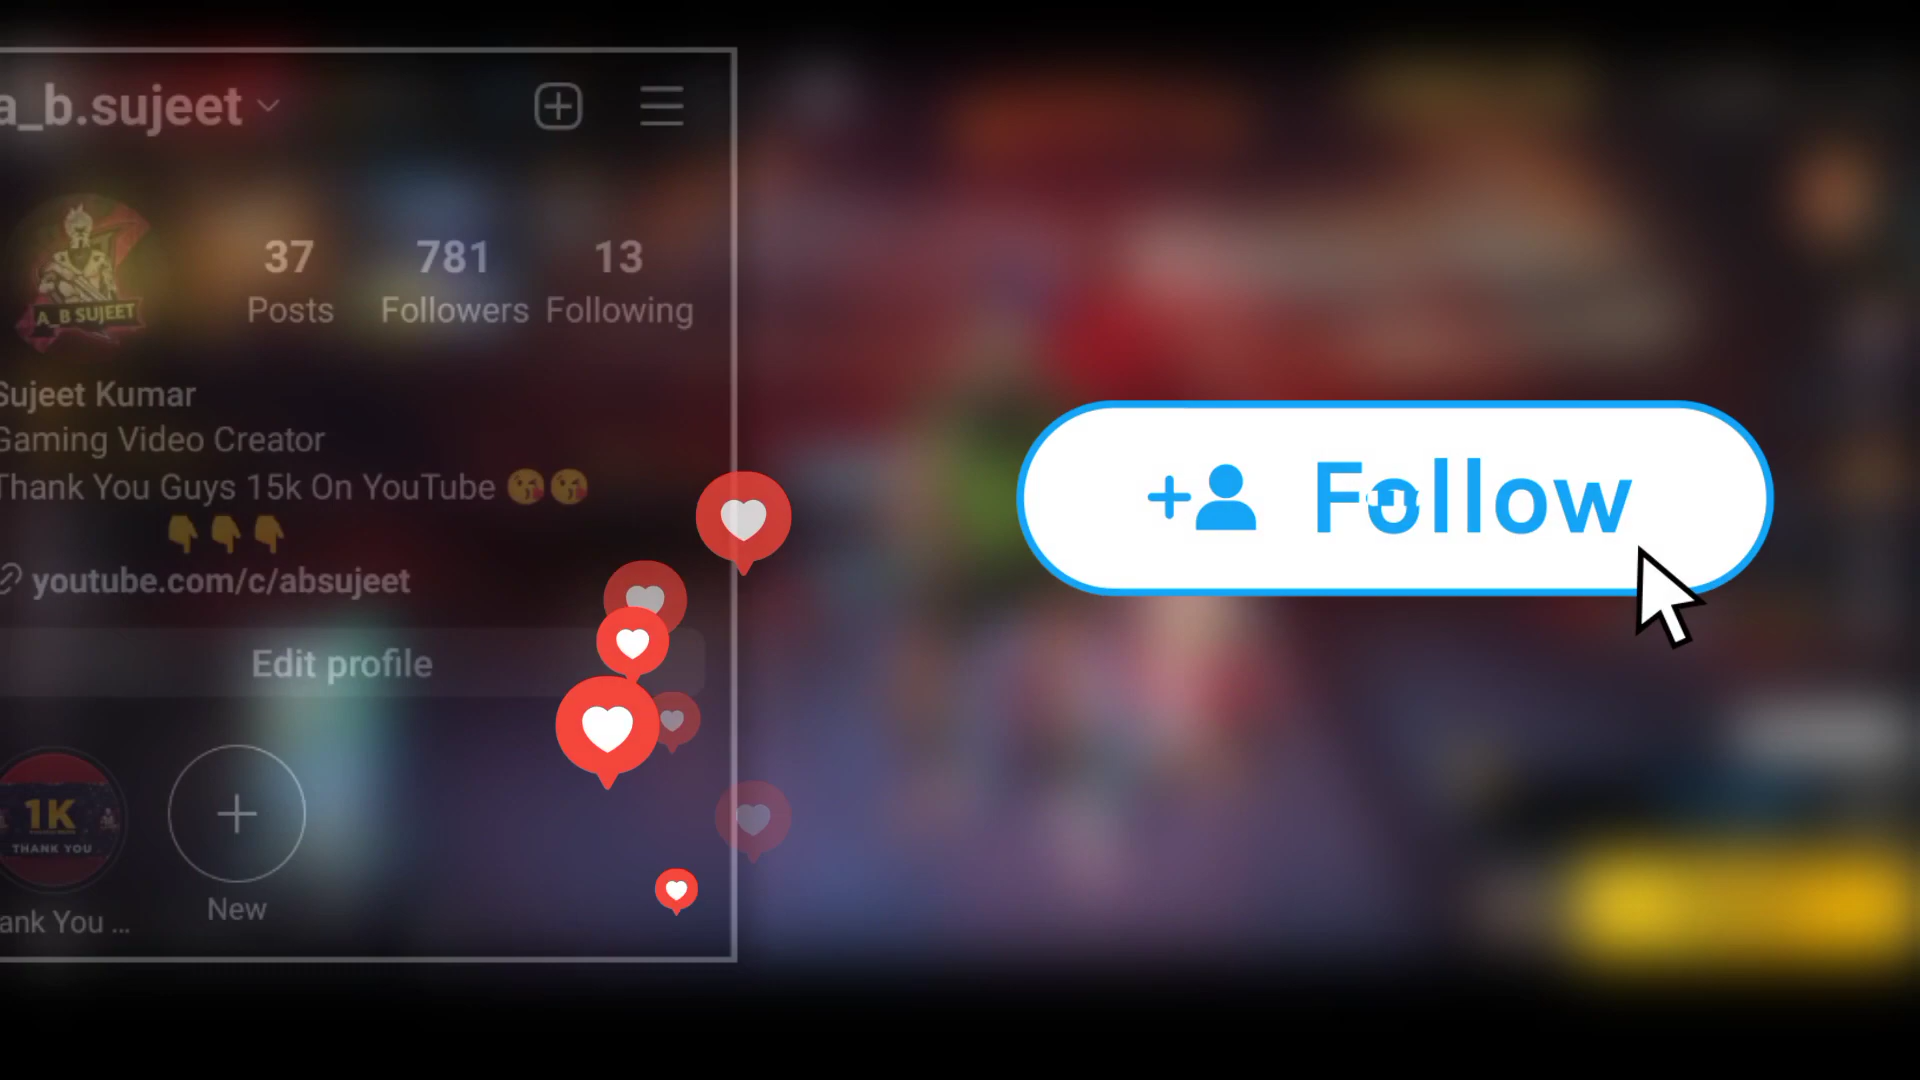 a_b.sujeet
37 781 13
Posts Followers Following
A_B SUJEET
Sujeet Kumar
Gaming Video Creator
Thank You Guys 15k On YouTube 😘😘
👇👇👇
youtube.com/c/absujeet
Edit profile
1K
THANK YOU
ank You ...
New
Follow